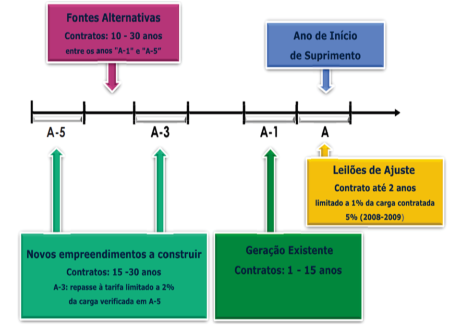 Fontes Alternativas
Contratos: 10 - 30 anos
entre os anos "A-1" e "A-5"
Ano de Início
de Suprimento
A-5
A-3
A-1
A
Leilões de Ajuste
Contrato até 2 anos
limitado a 1% da carga contratada
5% (2008-2009)
Novos empreendimentos a construir
Contratos: 15 -30 anos
A-3: repasse à tarifa limitado a 2%
da carga verificada em A-5
Geração Existente
Contratos: 1 - 15 anos